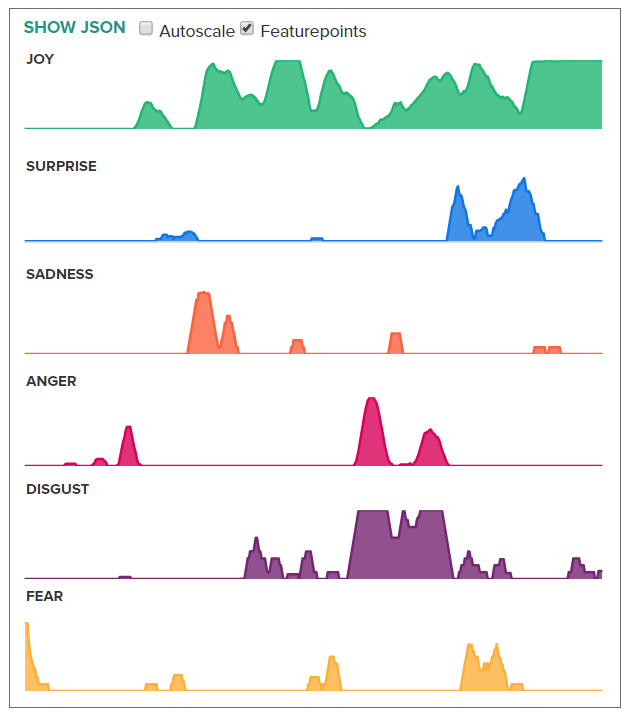 SHOW JSON Autoscale Featurepoints
JOY
SURPRISE
SADNESS
ANGER
DISGUST
FEAR